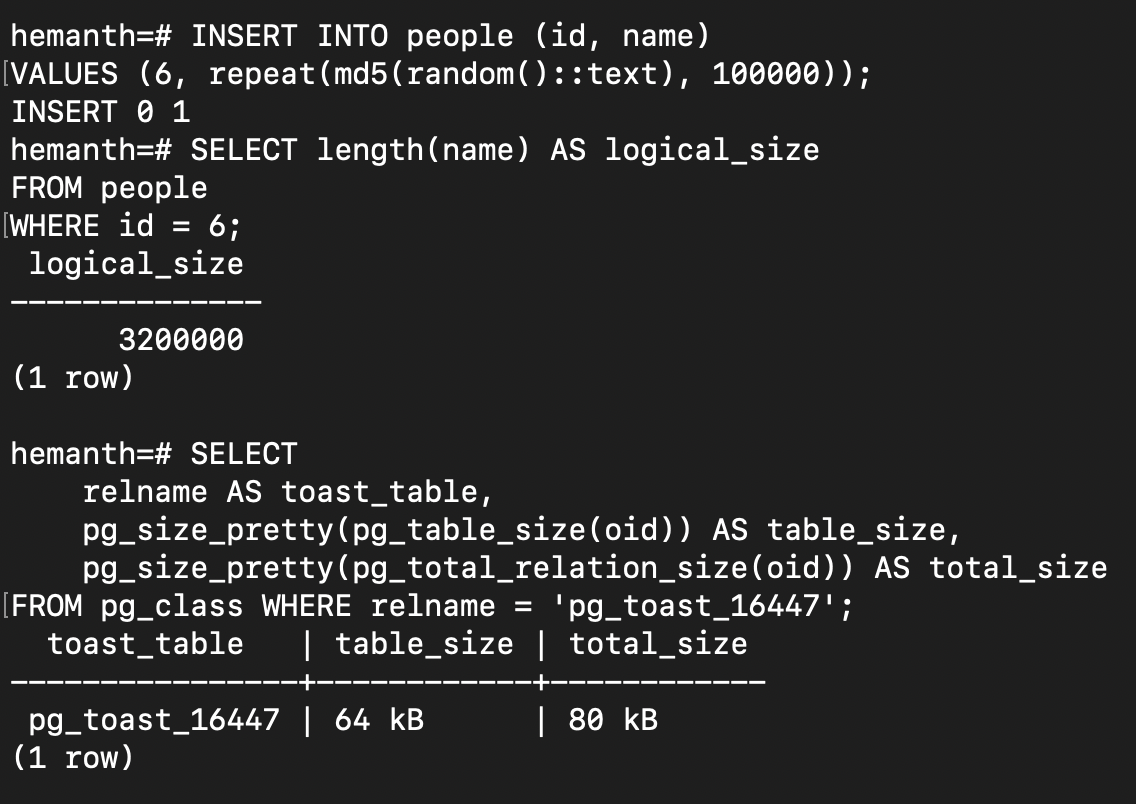 hemanth=# INSERT INTO people (id, name)
[VALUES (6, repeat(md5(random()::text), 100000));
INSERT 0 1
hemanth=# SELECT length(name) AS logical_size
FROM people
[WHERE id = 6;
 logical_size
--------------
      3200000
(1 row)

hemanth=# SELECT
    relname AS toast_table,
    pg_size_pretty(pg_table_size(oid)) AS table_size,
    pg_size_pretty(pg_total_relation_size(oid)) AS total_size
[FROM pg_class WHERE relname = 'pg_toast_16447';
  toast_table   | table_size | total_size
----------------+------------+------------
 pg_toast_16447 | 64 kB      | 80 kB
(1 row)